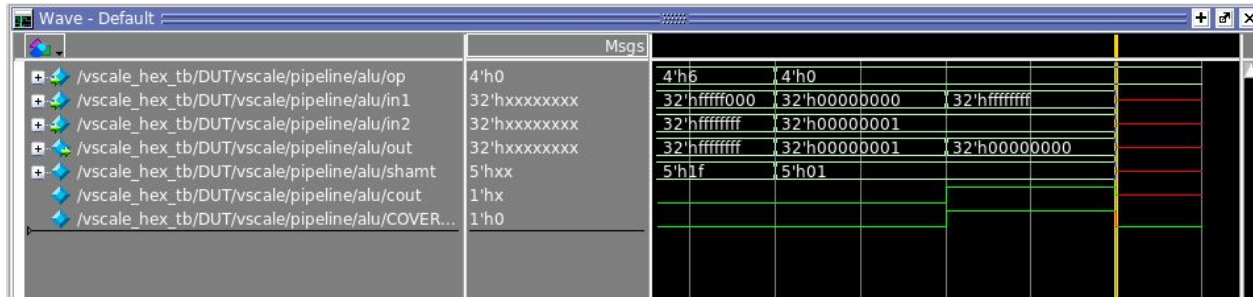 Wave - Default
Msgs
/vscale_hex_tb/DUT/vscale/pipeline/alu/op 4'h0 4'h6 4'h0
/vscale_hex_tb/DUT/vscale/pipeline/alu/in1 32'hxxxxxxxx 32'hfffff000 32'h00000000 32'hffffffff
/vscale_hex_tb/DUT/vscale/pipeline/alu/in2 32'hxxxxxxxx 32'hffffffff 32'h00000001
/vscale_hex_tb/DUT/vscale/pipeline/alu/out 32'hxxxxxxxx 32'hffffffff 32'h00000001 32'h00000000
/vscale_hex_tb/DUT/vscale/pipeline/alu/shamt 5'hxx 5'h1f 5'h01
/vscale_hex_tb/DUT/vscale/pipeline/alu/cout 1'hx
/vscale_hex_tb/DUT/vscale/pipeline/alu/COVER... 1'h0